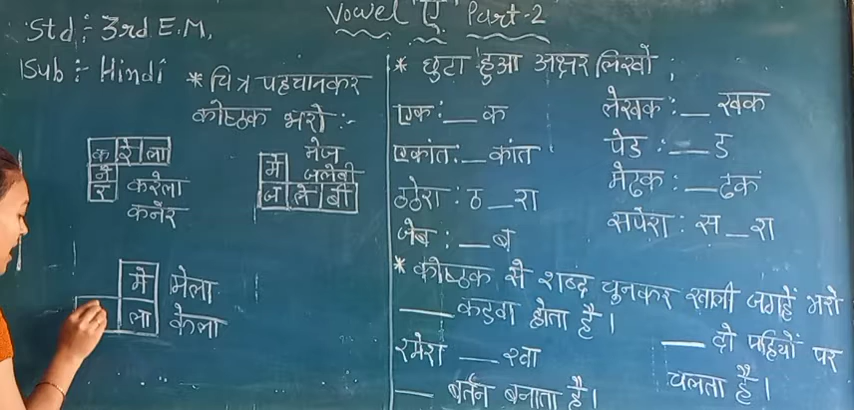 Vowel 'ए' Part-2
Std :- 3rd E.M.
Sub :- Hindi
* चित्र पहचानकर
कोष्ठक भरो :-
क रे ला
ने
र
करेला
कनेर
मे
ज ले बी
मेज
जलेबी
मे
ला
मेला
केला
* छुटा हुआ अक्षर लिखो ;
एक : __ क
एकांत : __ कांत
ठठेरा : ठ __ रा
जेब : __ ब
लेखक : __ खक
पेड : __ ड
मेढक : __ ढक
सपेरा : स __ रा
* कोष्ठक से शब्द चुनकर खाली जगहें भरो
___ कडवा होता है।
रमेश __ खा
__ बर्तन बनाता है।
___ दो पहियों पर
चलता है।